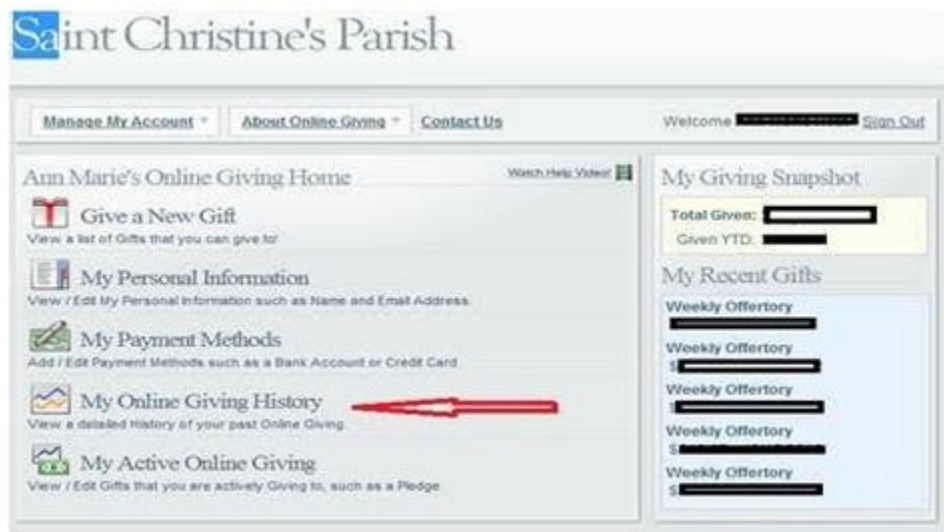 Saint Christine's Parish
Manage My Account
About Online Giving
Contact Us
Welcome
Sign Out
Ann Marie's Online Giving Home
Watch Help Video!
Give a New Gift
View a list of Gifts that you can give to!
My Personal Information
View / Edit My Personal Information such as Name and Email Address.
My Payment Methods
Add / Edit Payment Methods such as a Bank Account or Credit Card.
My Online Giving History
View a detailed History of your past Online Giving.
My Active Online Giving
View / Edit Gifts that you are actively Giving to, such as a Pledge.
My Giving Snapshot
Total Given:
Given YTD:
My Recent Gifts
Weekly Offertory
Weekly Offertory
$
Weekly Offertory
$
Weekly Offertory
$
Weekly Offertory
$